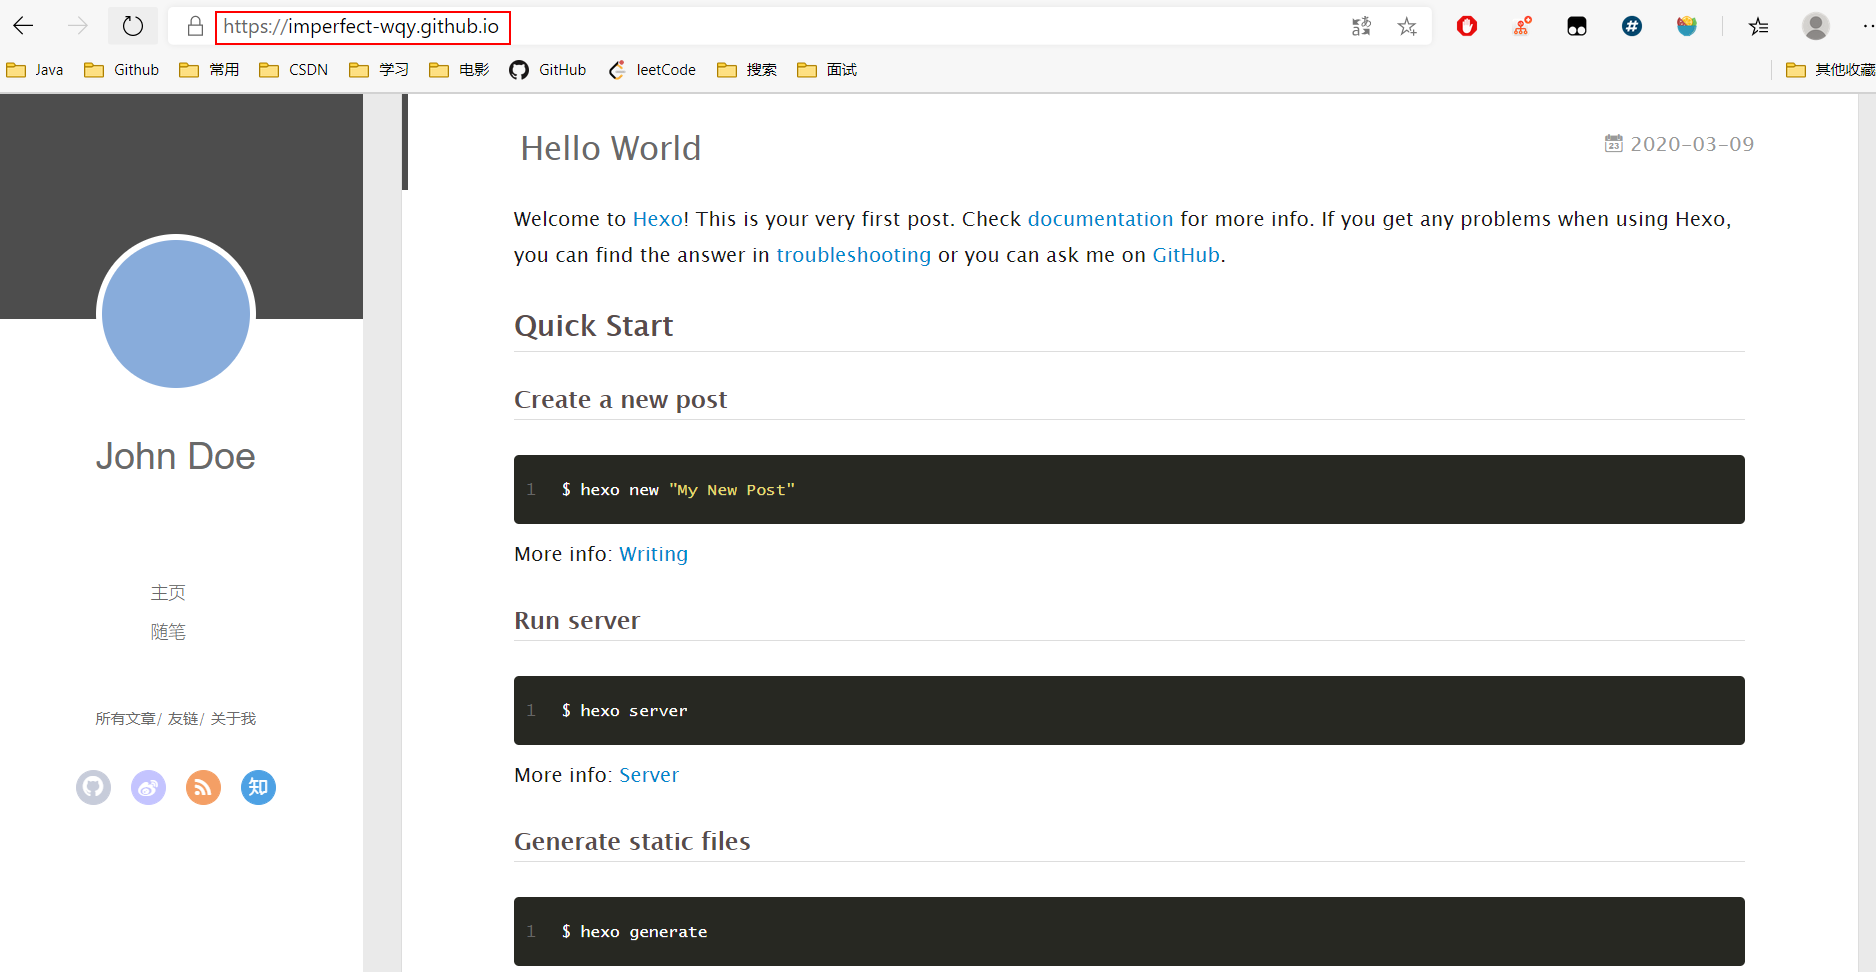 https://imperfect-wqy.github.io
Java Github 常用 CSDN 学习 电影 GitHub leetCode 搜索 面试 其他收藏
Hello World
23 2020-03-09
Welcome to Hexo! This is your very first post. Check documentation for more info. If you get any problems when using Hexo,
you can find the answer in troubleshooting or you can ask me on GitHub.
Quick Start
Create a new post
1 $ hexo new "My New Post"
More info: Writing
Run server
1 $ hexo server
More info: Server
Generate static files
1 $ hexo generate
John Doe
主页
随笔
所有文章/ 友链/ 关于我
知